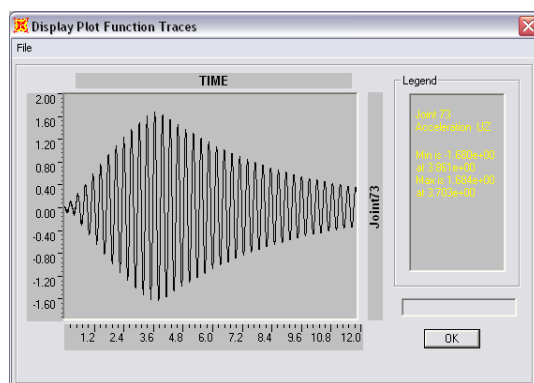 Display Plot Function Traces
File
TIME
Legend
2.00
1.60
1.20
0.80
0.40
0.00
-0.40
-0.80
-1.20
-1.60
Joint73
Joint 73
Acceleration UZ
Min is -1.680e+00
at 3.861e+00
Max is 1.684e+00
at 3.703e+00
1.2 2.4 3.6 4.8 6.0 7.2 8.4 9.6 10.8 12.0
OK